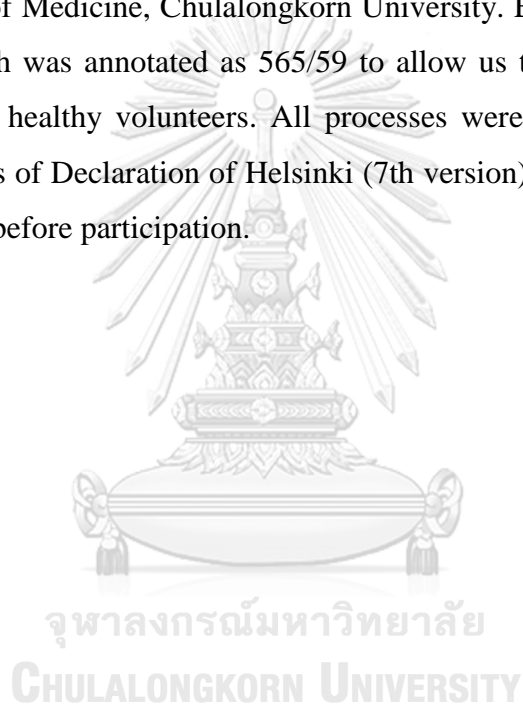 of Medicine, Chulalongkorn University. E
h was annotated as 565/59 to allow us t
healthy volunteers. All processes were
s of Declaration of Helsinki (7th version)
before participation.
จุฬาลงกรณ์มหาวิทยาลัย
CHULALONGKORN UNIVERSITY